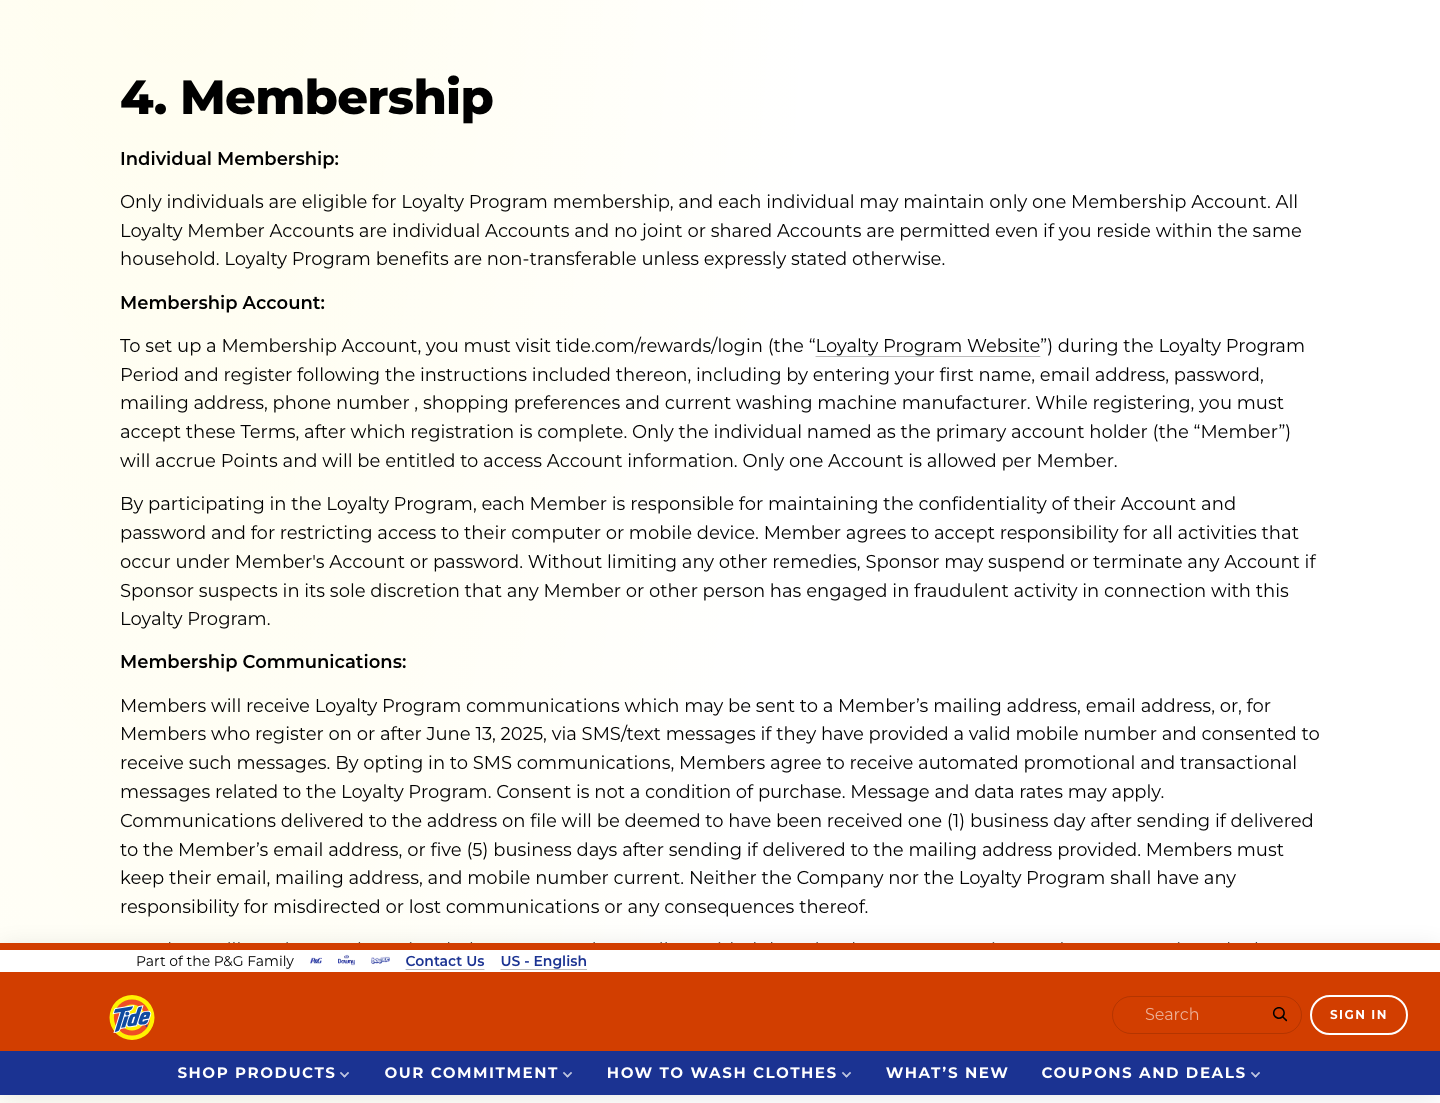 4. Membership
Individual Membership:
Only individuals are eligible for Loyalty Program membership, and each individual may maintain only one Membership Account. All
Loyalty Member Accounts are individual Accounts and no joint or shared Accounts are permitted even if you reside within the same
household. Loyalty Program benefits are non-transferable unless expressly stated otherwise.
Membership Account:
To set up a Membership Account, you must visit tide.com/rewards/login (the “Loyalty Program Website”) during the Loyalty Program
Period and register following the instructions included thereon, including by entering your first name, email address, password,
mailing address, phone number , shopping preferences and current washing machine manufacturer. While registering, you must
accept these Terms, after which registration is complete. Only the individual named as the primary account holder (the “Member”)
will accrue Points and will be entitled to access Account information. Only one Account is allowed per Member.
By participating in the Loyalty Program, each Member is responsible for maintaining the confidentiality of their Account and
password and for restricting access to their computer or mobile device. Member agrees to accept responsibility for all activities that
occur under Member's Account or password. Without limiting any other remedies, Sponsor may suspend or terminate any Account if
Sponsor suspects in its sole discretion that any Member or other person has engaged in fraudulent activity in connection with this
Loyalty Program.
Membership Communications:
Members will receive Loyalty Program communications which may be sent to a Member’s mailing address, email address, or, for
Members who register on or after June 13, 2025, via SMS/text messages if they have provided a valid mobile number and consented to
receive such messages. By opting in to SMS communications, Members agree to receive automated promotional and transactional
messages related to the Loyalty Program. Consent is not a condition of purchase. Message and data rates may apply.
Communications delivered to the address on file will be deemed to have been received one (1) business day after sending if delivered
to the Member’s email address, or five (5) business days after sending if delivered to the mailing address provided. Members must
keep their email, mailing address, and mobile number current. Neither the Company nor the Loyalty Program shall have any
responsibility for misdirected or lost communications or any consequences thereof.
Part of the P&G Family P&G Downy Contact Us US - English
Tide Search SIGN IN
SHOP PRODUCTS OUR COMMITMENT HOW TO WASH CLOTHES WHAT’S NEW COUPONS AND DEALS